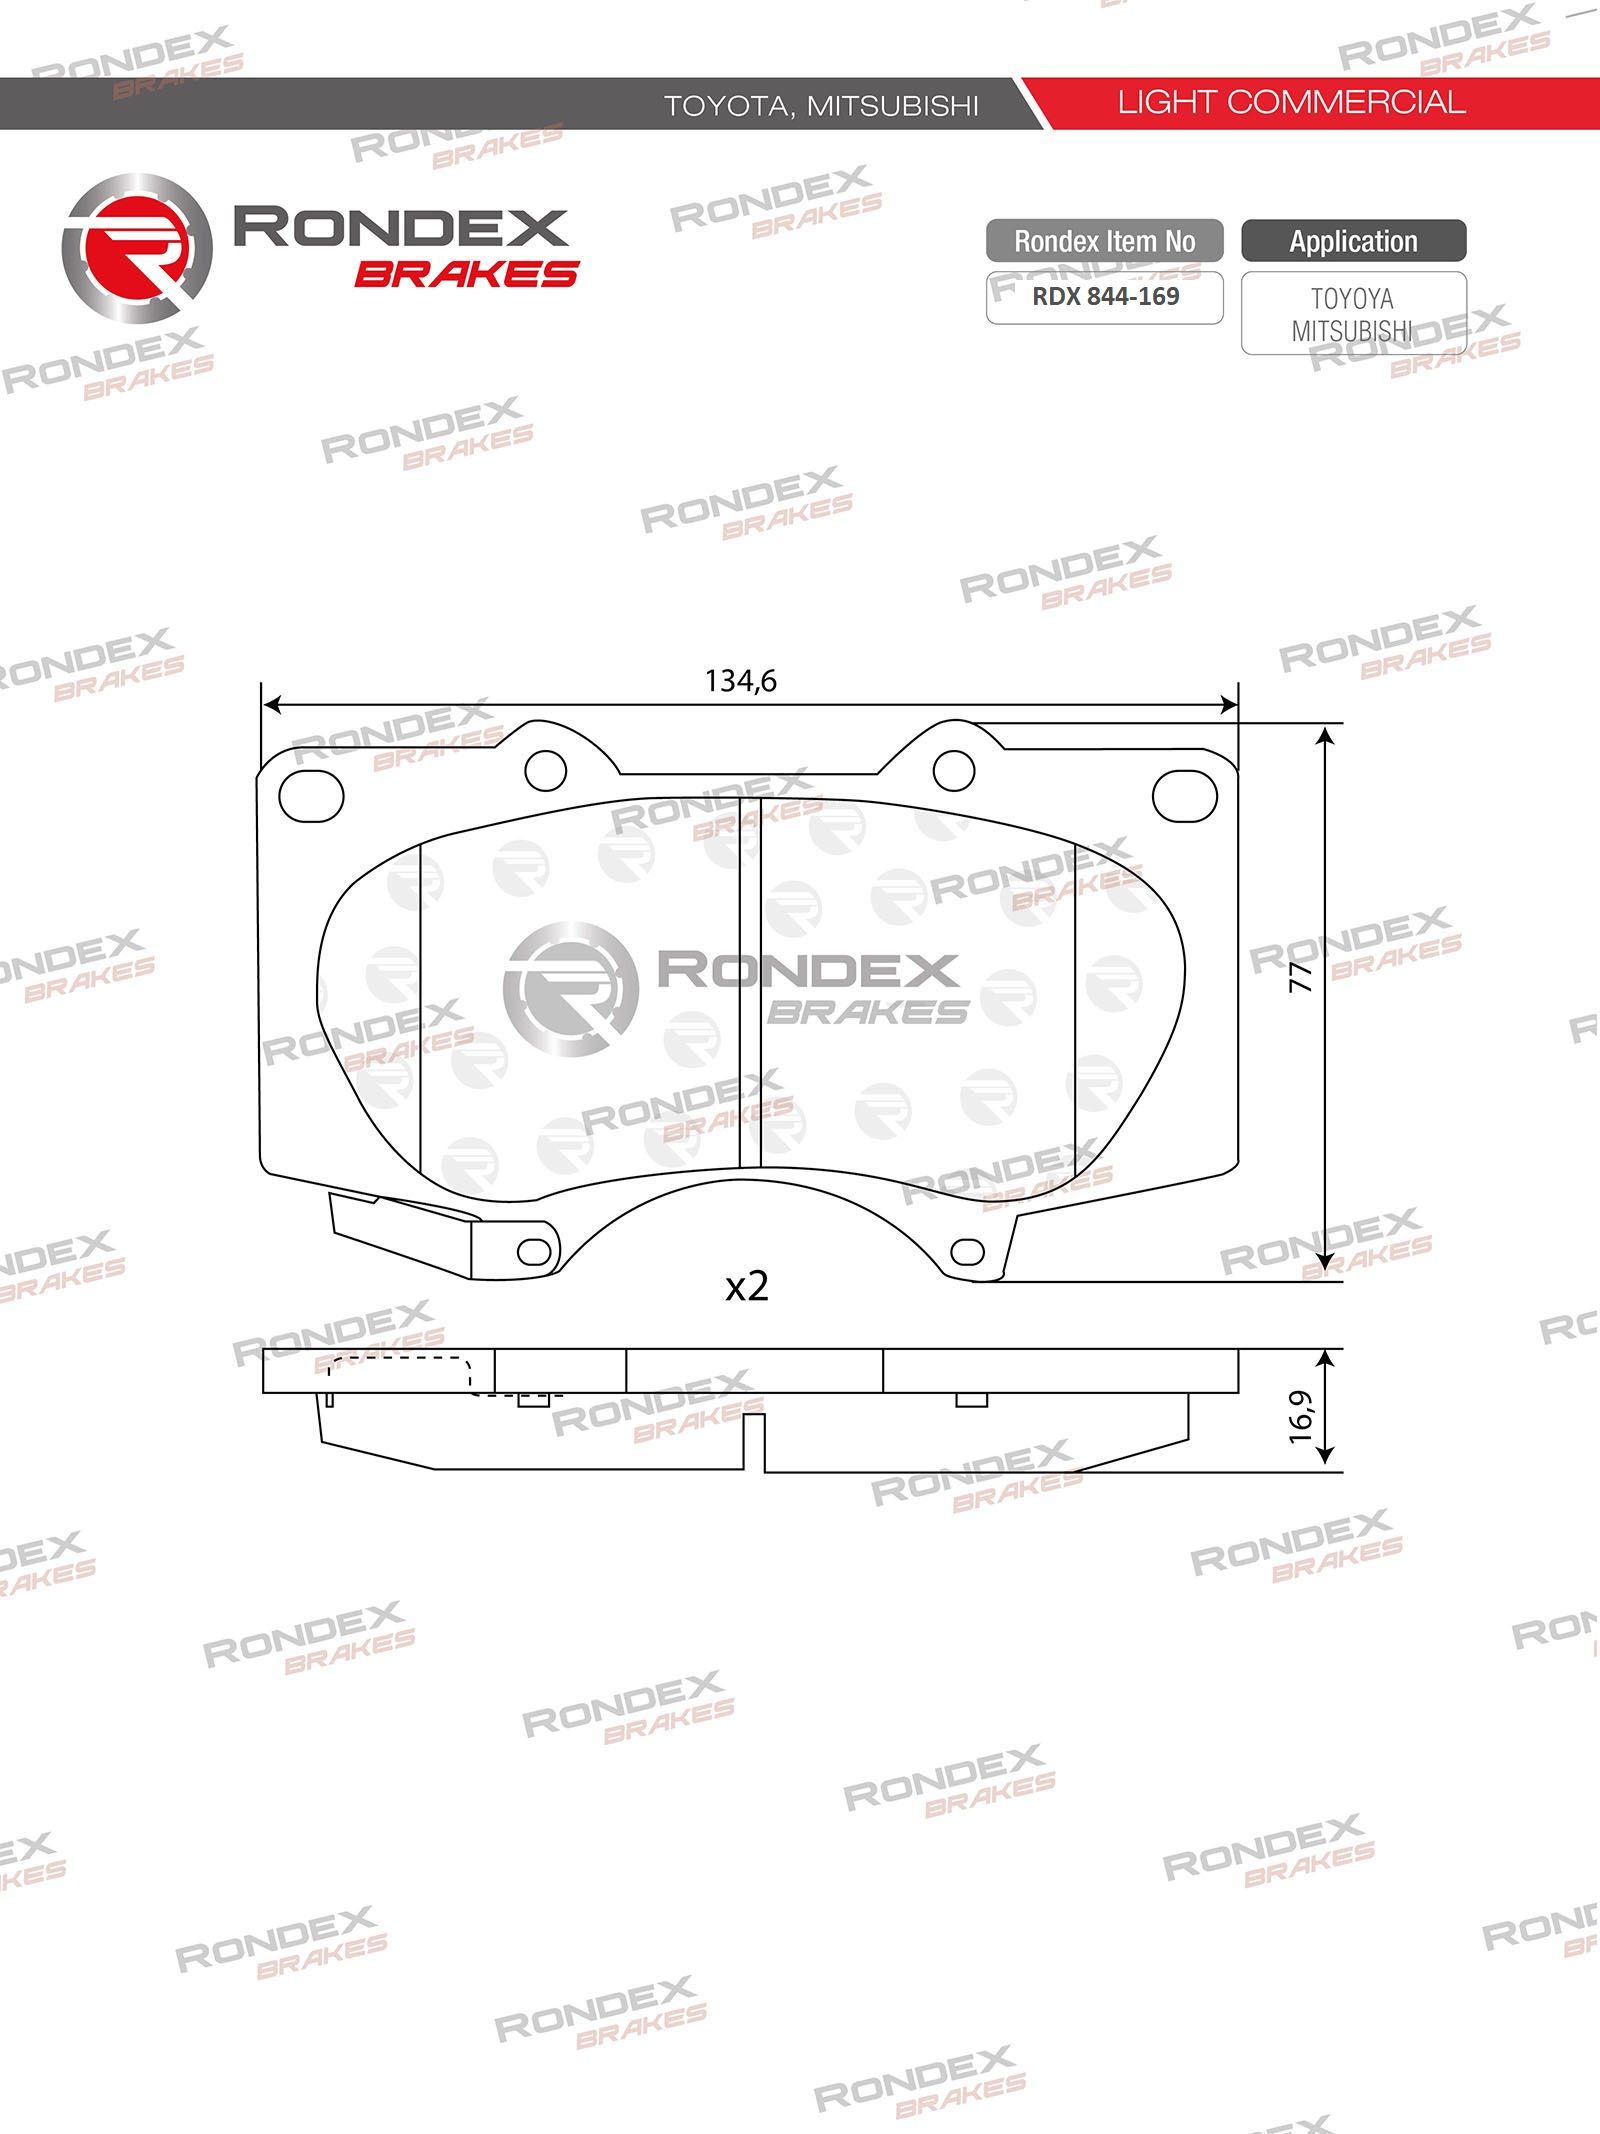 TOYOTA, MITSUBISHI
LIGHT COMMERCIAL
RONDEX
BRAKES
Rondex Item No
RDX 844-169
Application
TOYOYA
MITSUBISHI
134,6
77
RONDEX
BRAKES
x2
16,9